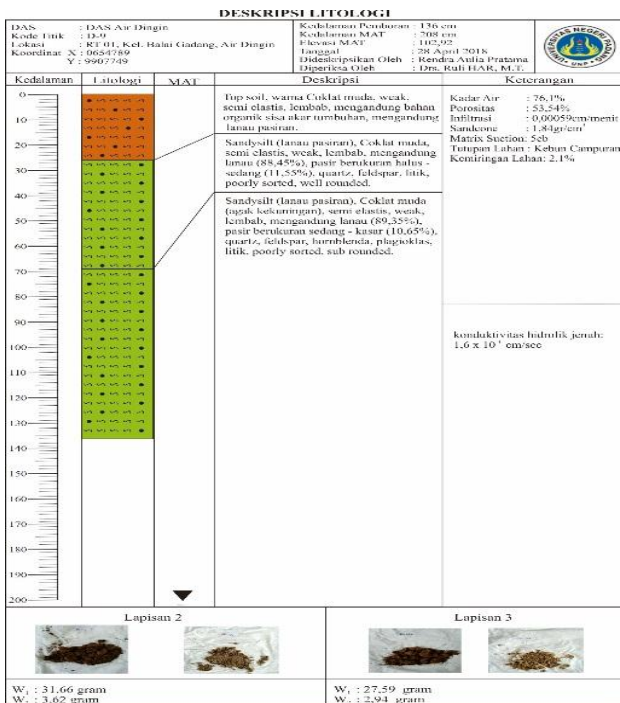 DESKRIPSI LITOLOGI
DAS : DAS Air Dingin
Kode Titik : D-9
Lokasi : RT 01, Kel. Balai Gadang, Air Dingin
Koordinat X : 0654789
Y : 9907749
Kedalaman Pemboran : 136 cm
Kedalaman MAT : 208 cm
Elevasi MAT : 102,92
Tanggal : 28 April 2018
Dideskripsikan Oleh : Rendra Aulia Pratama
Diperiksa Oleh : Drs. Ruli HAR, M.T.
UNIVERSITAS NEGERI PADANG
UNP
Kedalaman
Litologi
MAT
Deskripsi
Keterangan
0
10
20
30
40
50
60
70
80
90
100
110
120
130
140
150
160
170
180
190
200
Top soil, warna Coklat muda, weak,
semi elastis, lembab, mengandung bahan
organik sisa akar tumbuhan, mengandung
lanau pasiran.
Sandysilt (lanau pasiran), Coklat muda,
semi elastis, weak, lembab, mengandung
lanau (88,45%), pasir berukuran halus -
sedang (11,55%), quartz, feldspar, litik,
poorly sorted, well rounded.
Sandysilt (lanau pasiran), Coklat muda
(agak kekuningan), semi elastis, weak,
lembab, mengandung lanau (89,35%),
pasir berukuran sedang - kasar (10,65%),
quartz, feldspar, hornblenda, plagioklas,
litik, poorly sorted, sub rounded.
Kadar Air : 76,1%
Porositas : 53,54%
Infiltrasi : 0,00059cm/menit
Sandcone : 1,84gr/cm³
Matrix Suction: 5cb
Tutupan Lahan : Kebun Campuran
Kemiringan Lahan: 2.1%
konduktivitas hidrolik jenuh:
1,6 x 10 cm/sec
Lapisan 2
Lapisan 3
W₁ : 31,66 gram
W : 3,62 gram
W₁ : 27,59 gram
W : 2,94 gram